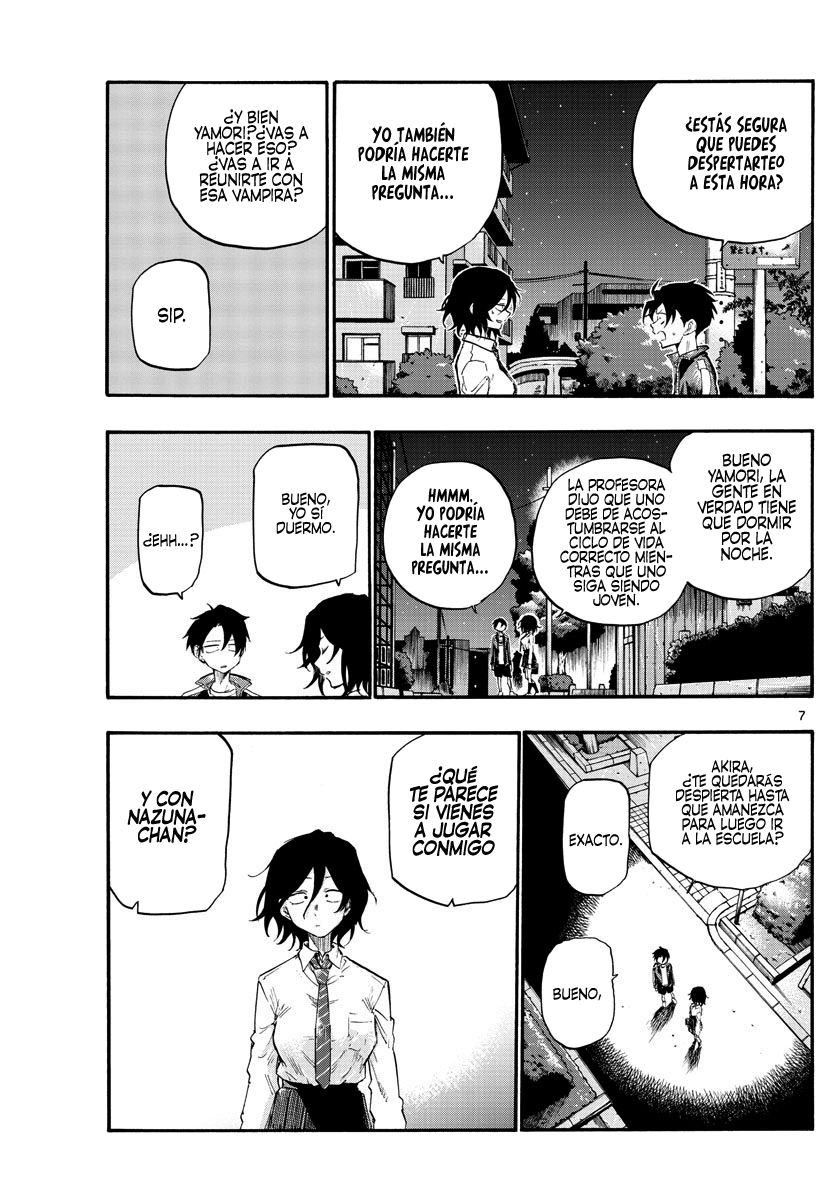 ¿ESTÁS SEGURA
QUE PUEDES
DESPERTARTEO
A ESTA HORA?
YO TAMBIÉN
PODRÍA HACERTE
LA MISMA
PREGUNTA...
とします。
¿Y BIEN
YAMORI?¿VAS A
HACER ESO?
¿VAS A IR A
REUNIRTE CON
ESA VAMPIRA?
SIP.
BUENO
YAMORI, LA
GENTE EN
VERDAD TIENE
QUE DORMIR
POR LA
NOCHE.
LA PROFESORA
DIJO QUE UNO
DEBE DE ACOS-
TUMBRARSE AL
CICLO DE VIDA
CORRECTO MIEN-
TRAS QUE UNO
SIGA SIENDO
JOVEN.
HMMM.
YO PODRÍA
HACERTE
LA MISMA
PREGUNTA...
BUENO,
YO SÍ
DUERMO.
¿EHH...?
7
AKIRA,
¿TE QUEDARÁS
DESPIERTA HASTA
QUE AMANEZCA
PARA LUEGO IR
A LA ESCUELA?
EXACTO.
BUENO,
¿QUÉ
TE PARECE
SI VIENES
A JUGAR
CONMIGO
Y CON
NAZUNA-
CHAN?